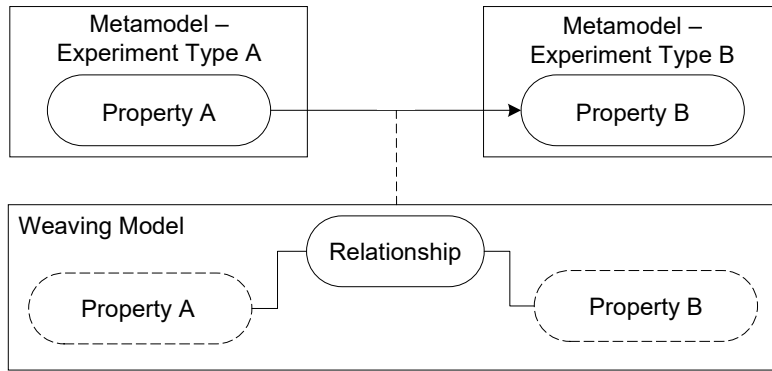 Metamodel –
Experiment Type A
Property A
Metamodel –
Experiment Type B
Property B
Weaving Model
Relationship
Property A
Property B